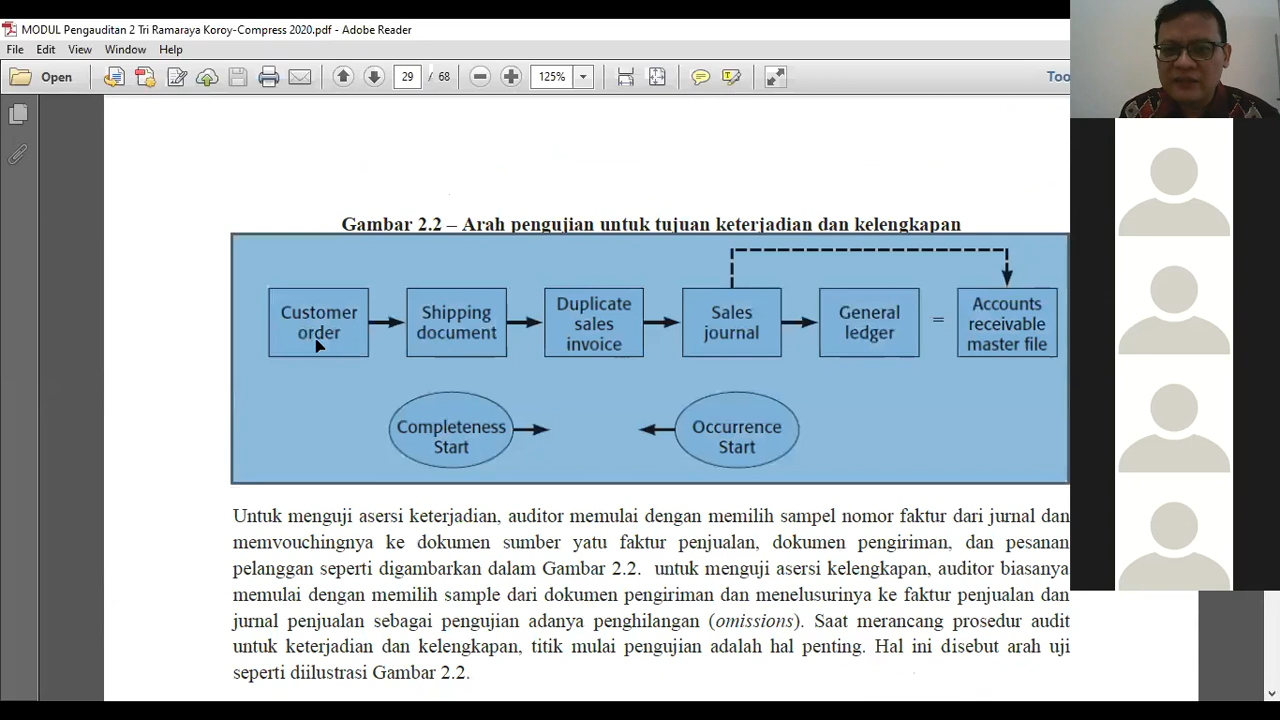 MODUL Pengauditan 2 Tri Ramaraya Koroy-Compress 2020.pdf - Adobe Reader
File Edit View Window Help
Open 29 / 68 125% Too
Gambar 2.2 – Arah pengujian untuk tujuan keterjadian dan kelengkapan
Customer
order
Shipping
document
Duplicate
sales
invoice
Sales
journal
General
ledger
=
Accounts
receivable
master file
Completeness
Start
Occurrence
Start
Untuk menguji asersi keterjadian, auditor memulai dengan memilih sampel nomor faktur dari jurnal dan
memvouchingnya ke dokumen sumber yatu faktur penjualan, dokumen pengiriman, dan pesanan
pelanggan seperti digambarkan dalam Gambar 2.2. untuk menguji asersi kelengkapan, auditor biasanya
memulai dengan memilih sample dari dokumen pengiriman dan menelusurinya ke faktur penjualan dan
jurnal penjualan sebagai pengujian adanya penghilangan (omissions). Saat merancang prosedur audit
untuk keterjadian dan kelengkapan, titik mulai pengujian adalah hal penting. Hal ini disebut arah uji
seperti diilustrasi Gambar 2.2.